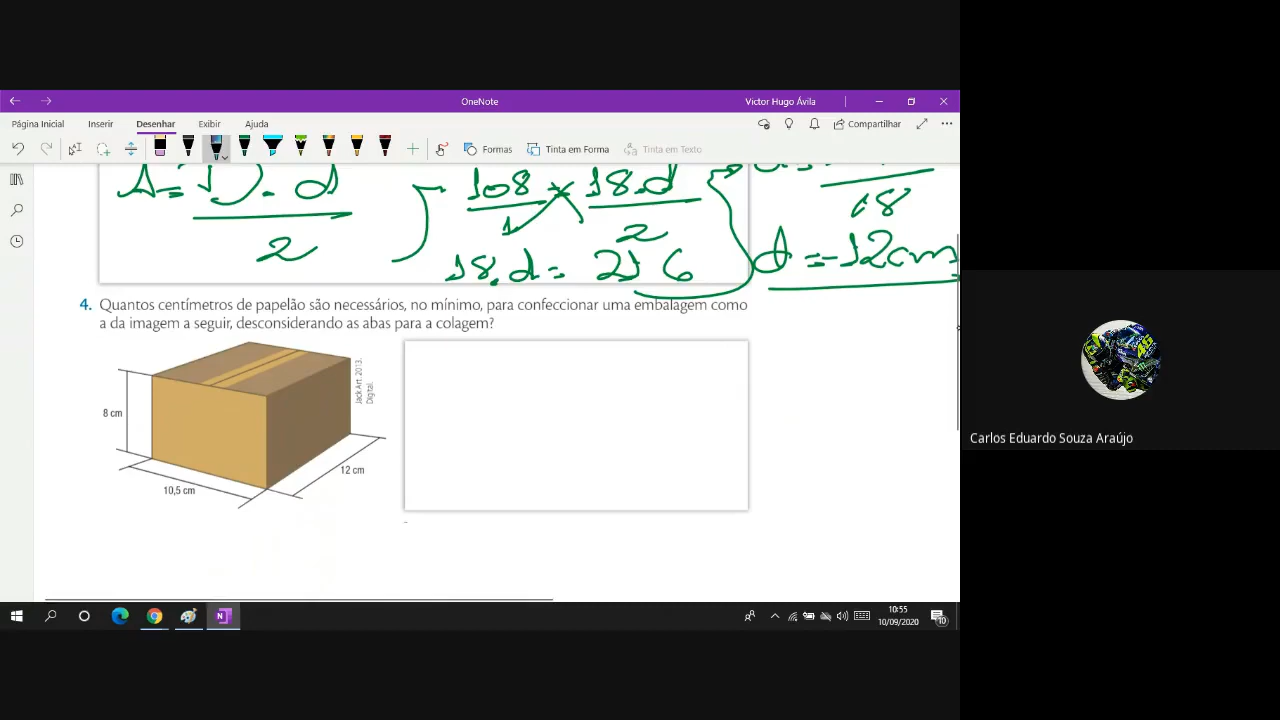 OneNote
Victor Hugo Ávila
Página Inicial Inserir Desenhar Exibir Ajuda
Compartilhar
Formas Tinta em Forma Tinta em Texto
A = D . d
2
108 = 18.d
1 2
18
18.d = 216
d = 12cm
4. Quantos centímetros de papelão são necessários, no mínimo, para confeccionar uma embalagem como
a da imagem a seguir, desconsiderando as abas para a colagem?
Jack Art. 2013.
Digital.
8 cm
12 cm
10,5 cm
Carlos Eduardo Souza Araújo
10:55
10/09/2020
10